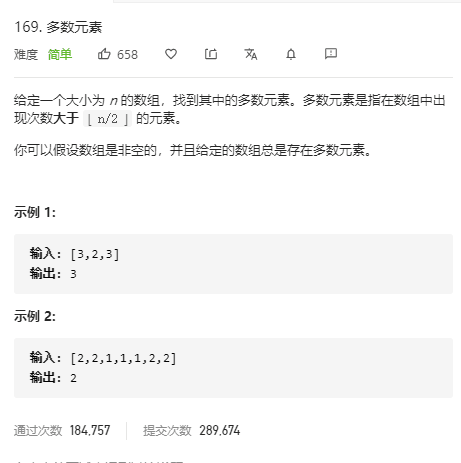 169. 多数元素
难度 简单 658
给定一个大小为 n 的数组，找到其中的多数元素。多数元素是指在数组中出
现次数大于 ⌊ n/2 ⌋ 的元素。
你可以假设数组是非空的，并且给定的数组总是存在多数元素。
示例 1:
输入: [3,2,3]
输出: 3
示例 2:
输入: [2,2,1,1,1,2,2]
输出: 2
通过次数 184,757 提交次数 289,674